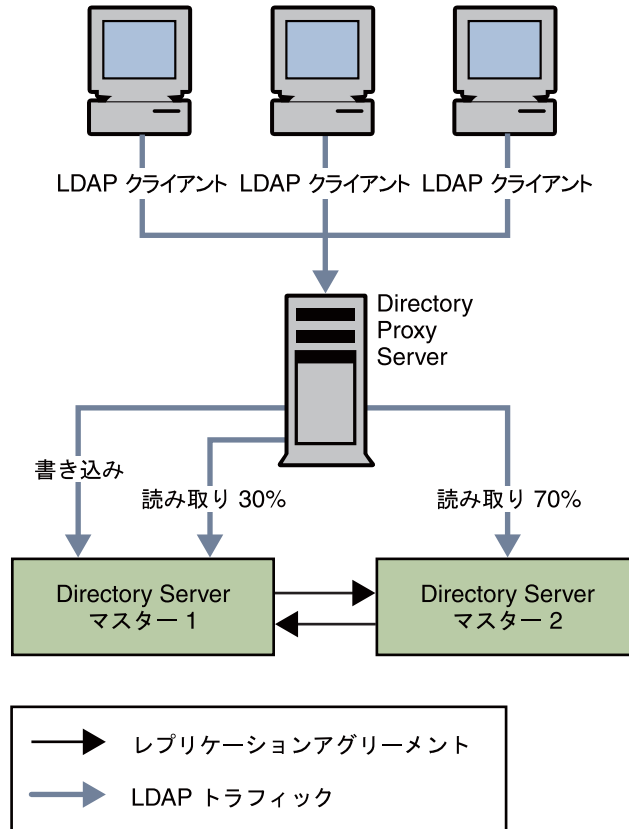 LDAP クライアント LDAP クライアント LDAP クライアント
Directory
Proxy
Server
書き込み
読み取り 30%
読み取り 70%
Directory Server
マスター 1
Directory Server
マスター 2
レプリケーションアグリーメント
LDAP トラフィック